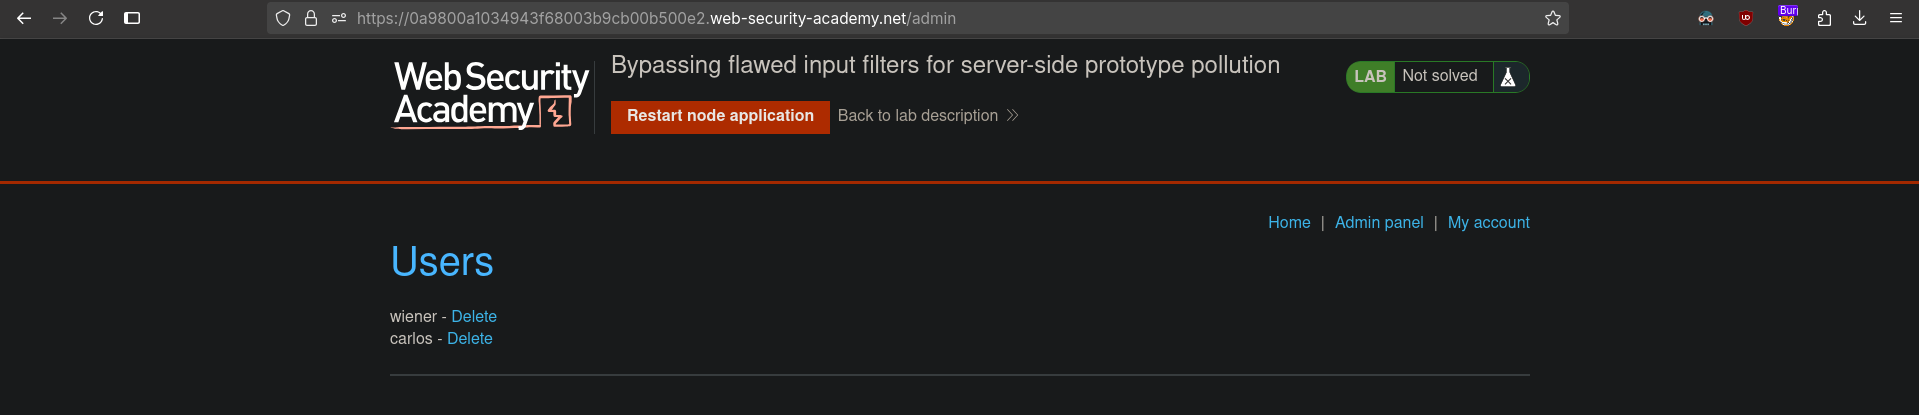 https://0a9800a1034943f68003b9cb00b500e2.web-security-academy.net/admin
Burp
Web Security
Academy
Bypassing flawed input filters for server-side prototype pollution
Restart node application
Back to lab description
LAB
Not solved
Home | Admin panel | My account
Users
wiener - Delete
carlos - Delete